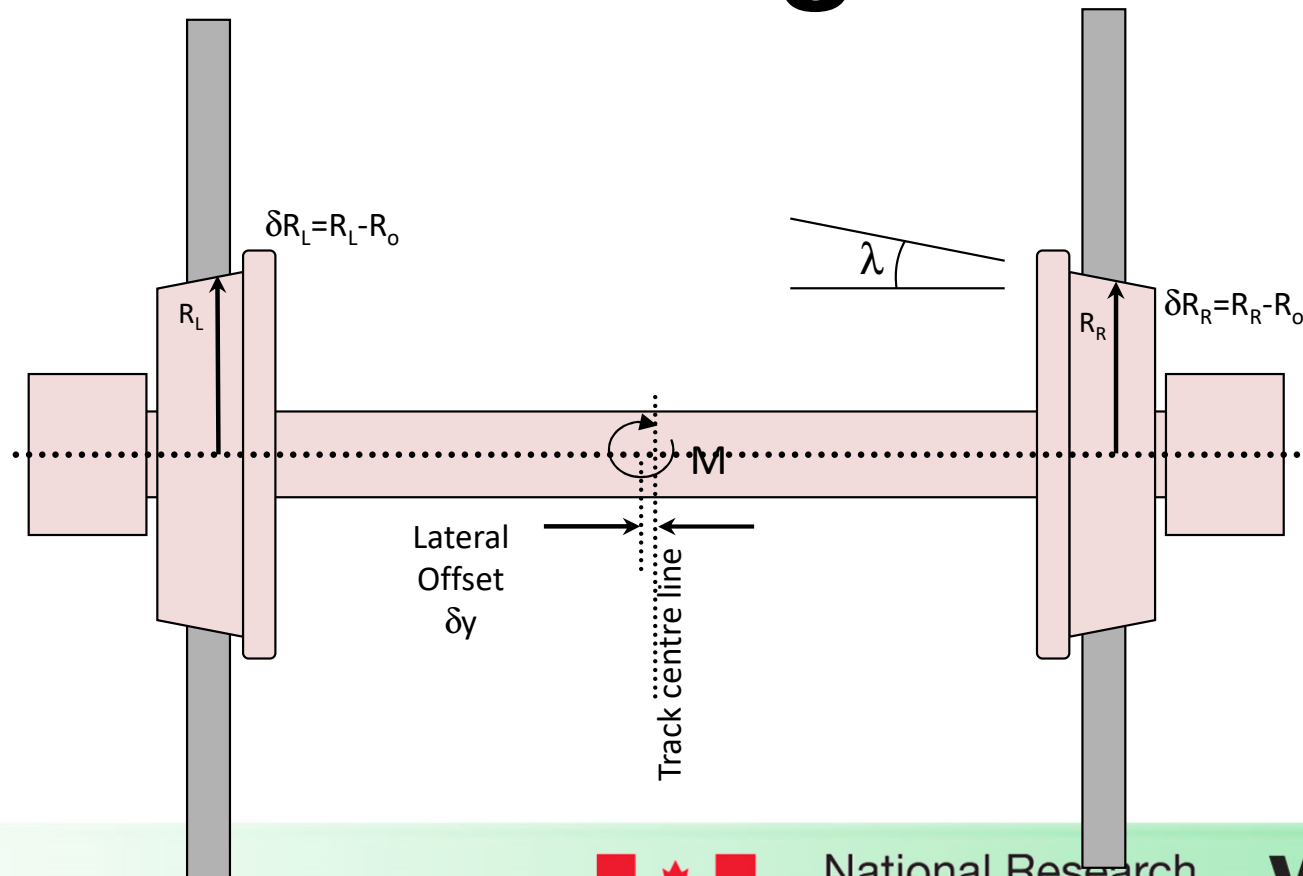 δR_L=R_L-R_o
λ
R_L
R_R
δR_R=R_R-R_o
M
Lateral
Offset
δy
Track centre line
National Research